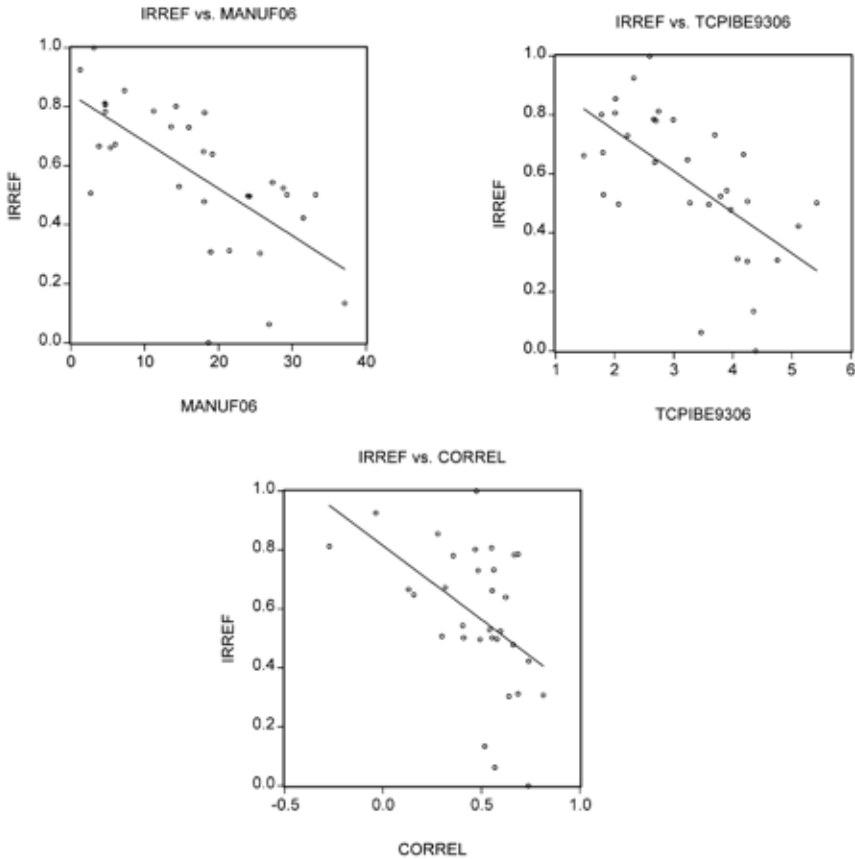 IRREF vs. MANUF06
1.0
0.8
0.6
0.4
0.2
0.0
IRREF
0 10 20 30 40
MANUF06
IRREF vs. TCPIBE9306
1.0
0.8
0.6
0.4
0.2
0.0
IRREF
1 2 3 4 5 6
TCPIBE9306
IRREF vs. CORREL
1.0
0.8
0.6
0.4
0.2
0.0
IRREF
-0.5 0.0 0.5 1.0
CORREL